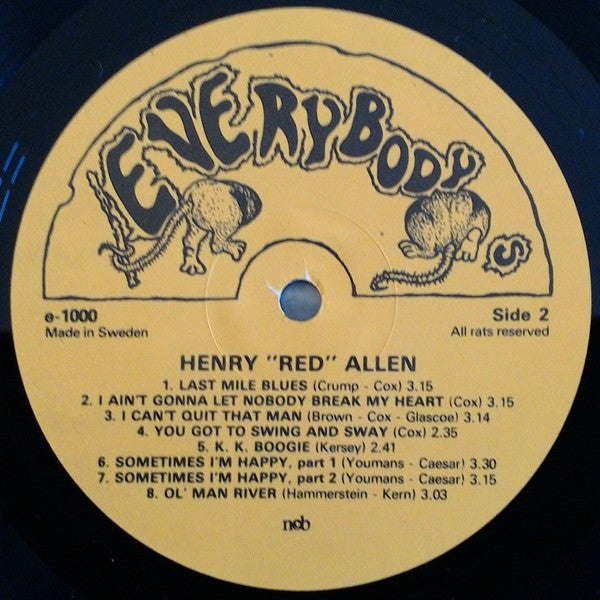 EVERYBODYS
e-1000
Side 2
Made in Sweden
All rats reserved
HENRY "RED" ALLEN
1. LAST MILE BLUES (Crump - Cox) 3.15
2. I AIN'T GONNA LET NOBODY BREAK MY HEART (Cox) 3.15
3. I CAN'T QUIT THAT MAN (Brown - Cox - Glascoe) 3.14
4. YOU GOT TO SWING AND SWAY (Cox) 2.35
5. K. K. BOOGIE (Kersey) 2.41
6. SOMETIMES I'M HAPPY, part 1 (Youmans - Caesar) 3.30
7. SOMETIMES I'M HAPPY, part 2 (Youmans - Caesar) 3.15
8. OL' MAN RIVER (Hammerstein - Kern) 3.03
ncb